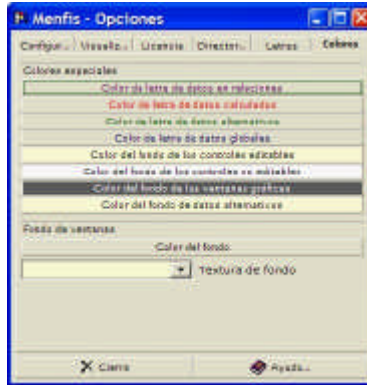 Menfis - Opciones
Configur... Visualiz... Licencia Director... Letras Colores
Colores especiales
Color de letra de datos en relaciones
Color de letra de datos calculados
Color de letra de datos alternativos
Color de letra de datos globales
Color del fondo de los controles editables
Color del fondo de los controles no editables
Color del fondo de las ventanas gráficas
Color del fondo de datos alternativos
Fondo de ventanas
Color del fondo
Textura de fondo
Cierra Ayuda...